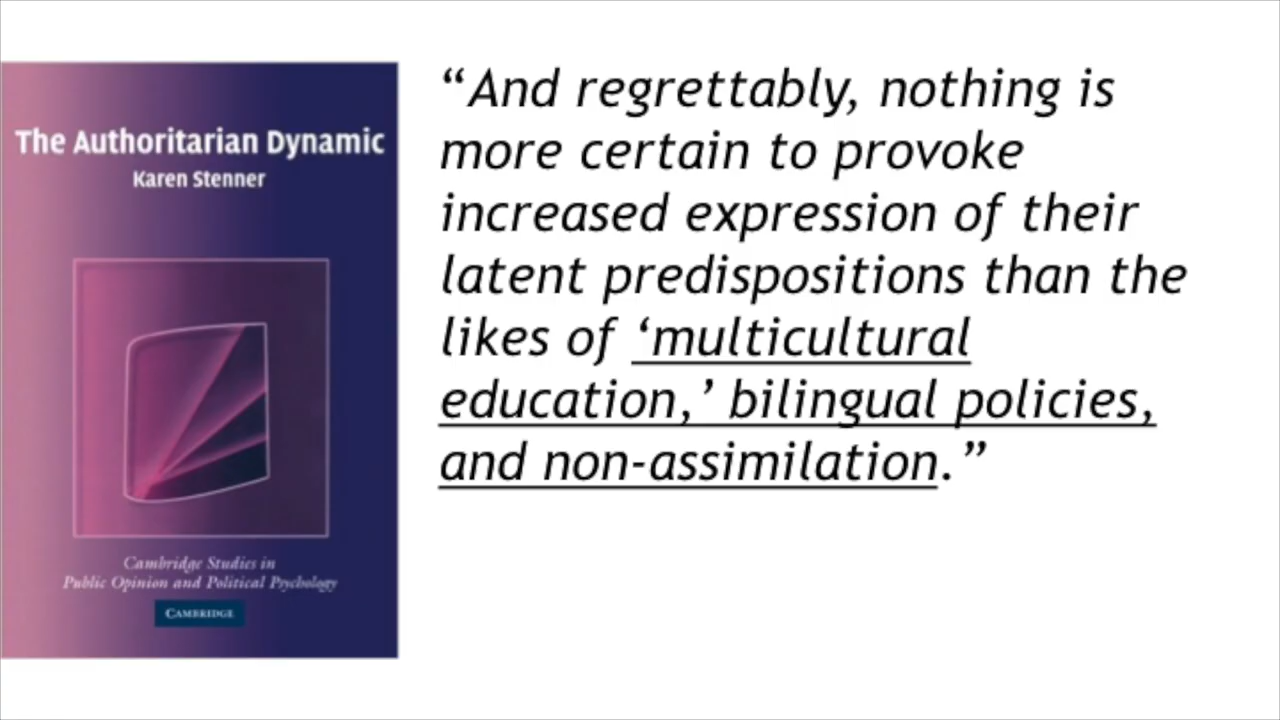 The Authoritarian Dynamic
Karen Stenner
Cambridge Studies in
Public Opinion and Political Psychology
CAMBRIDGE
“And regrettably, nothing is
more certain to provoke
increased expression of their
latent predispositions than the
likes of ‘multicultural
education,’ bilingual policies,
and non-assimilation.”